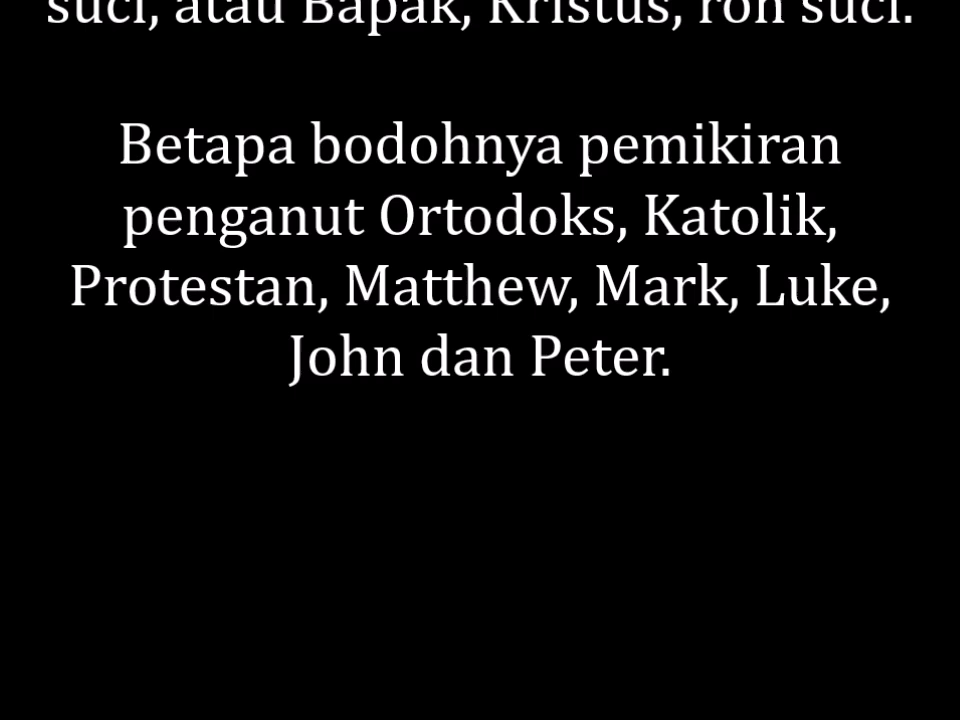 suci, atau Bapak, Kristus, roh suci.
Betapa bodohnya pemikiran
penganut Ortodoks, Katolik,
Protestan, Matthew, Mark, Luke,
John dan Peter.